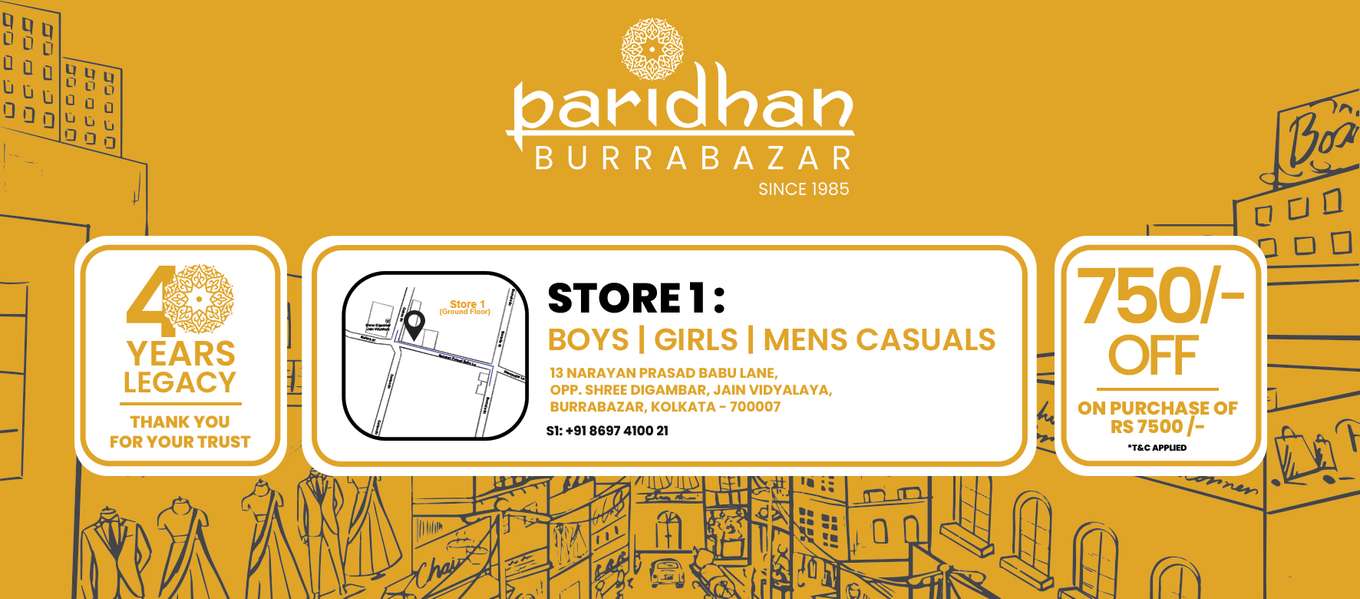 paridhan
BURRABAZAR
SINCE 1985
40
YEARS
LEGACY
THANK YOU
FOR YOUR TRUST
Store 1
(Ground Floor)
STORE 1 :
BOYS | GIRLS | MENS CASUALS
13 NARAYAN PRASAD BABU LANE,
OPP. SHREE DIGAMBAR, JAIN VIDYALAYA,
BURRABAZAR, KOLKATA - 700007
S1: +91 8697 4100 21
750/-
OFF
ON PURCHASE OF
RS 7500 /-
*T&C APPLIED